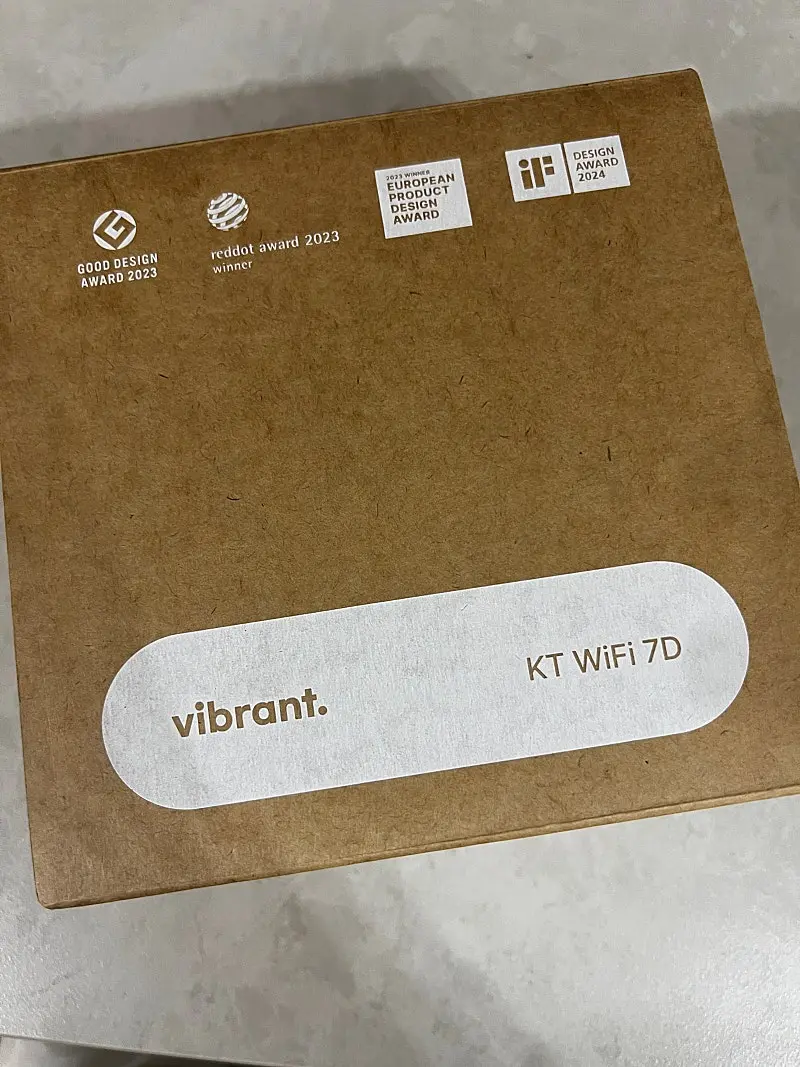 GOOD DESIGN
AWARD 2023
reddot award 2023
winner
2023 WINNER
EUROPEAN
PRODUCT
DESIGN
AWARD
iF
DESIGN
AWARD
2024
vibrant.
KT WiFi 7D